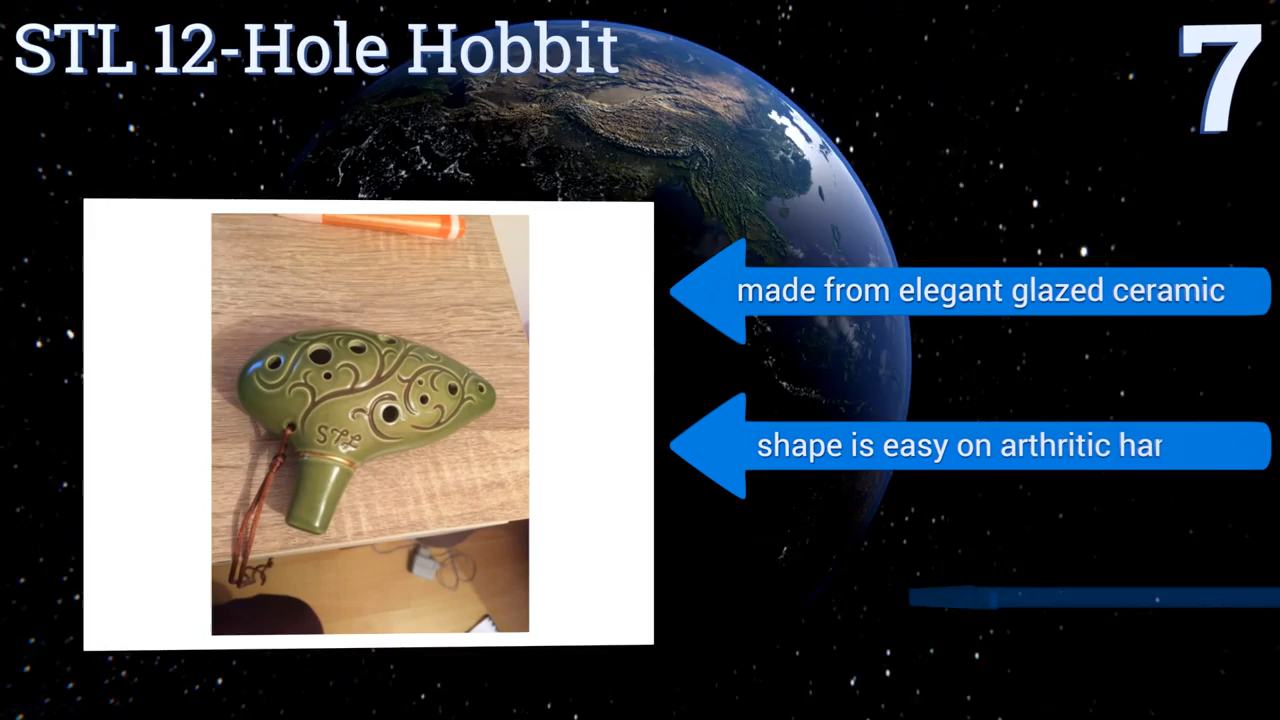 STL 12-Hole Hobbit
7
made from elegant glazed ceramic
shape is easy on arthritic har
STL